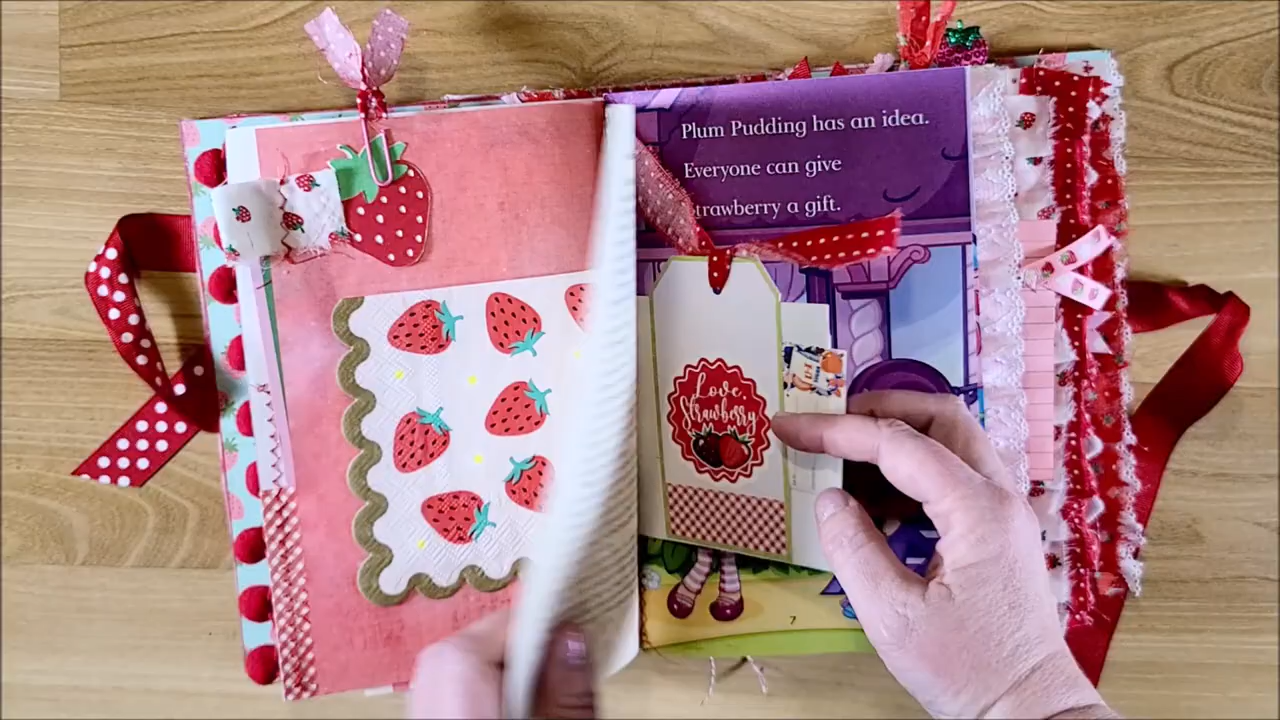 Plum Pudding has an idea.
Everyone can give
Strawberry a gift.
Love
Strawberry
7